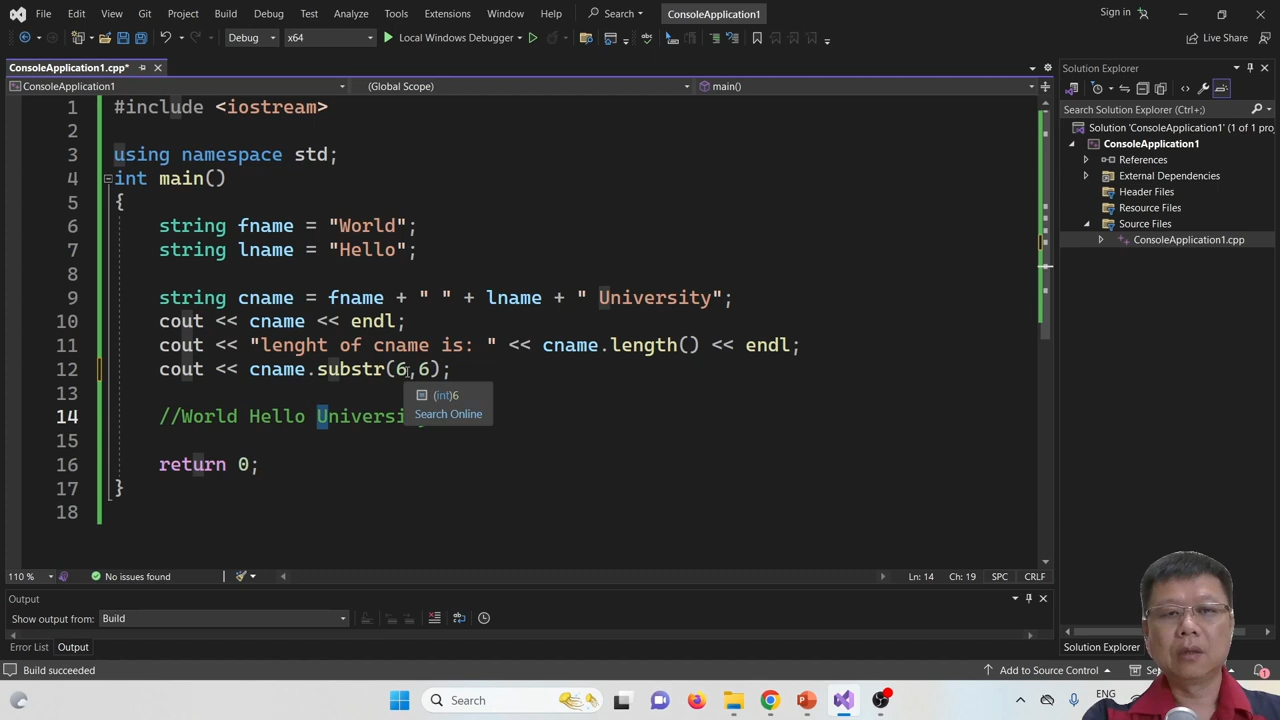 File Edit View Git Project Build Debug Test Analyze Tools Extensions Window Help Search ConsoleApplication1 Sign in
Debug x64 Local Windows Debugger Live Share
ConsoleApplication1.cpp* Solution Explorer
ConsoleApplication1 (Global Scope) main()
Search Solution Explorer (Ctrl+;)
Solution 'ConsoleApplication1' (1 of 1 pr
ConsoleApplication1
References
External Dependencies
Header Files
Resource Files
Source Files
ConsoleApplication1.cpp
1 #include <iostream>
2
3 using namespace std;
4 int main()
5 {
6 string fname = "World";
7 string lname = "Hello";
8
9 string cname = fname + " " + lname + " University";
10 cout << cname << endl;
11 cout << "lenght of cname is: " << cname.length() << endl;
12 cout << cname.substr(6,6);
(int)6
Search Online
13
14 //World Hello Universi
15
16 return 0;
17 }
18
110 % No issues found Ln: 14 Ch: 19 SPC CRLF
Output
Show output from: Build
Error List Output Solution Explorer
Build succeeded Add to Source Control Se
Search ENG